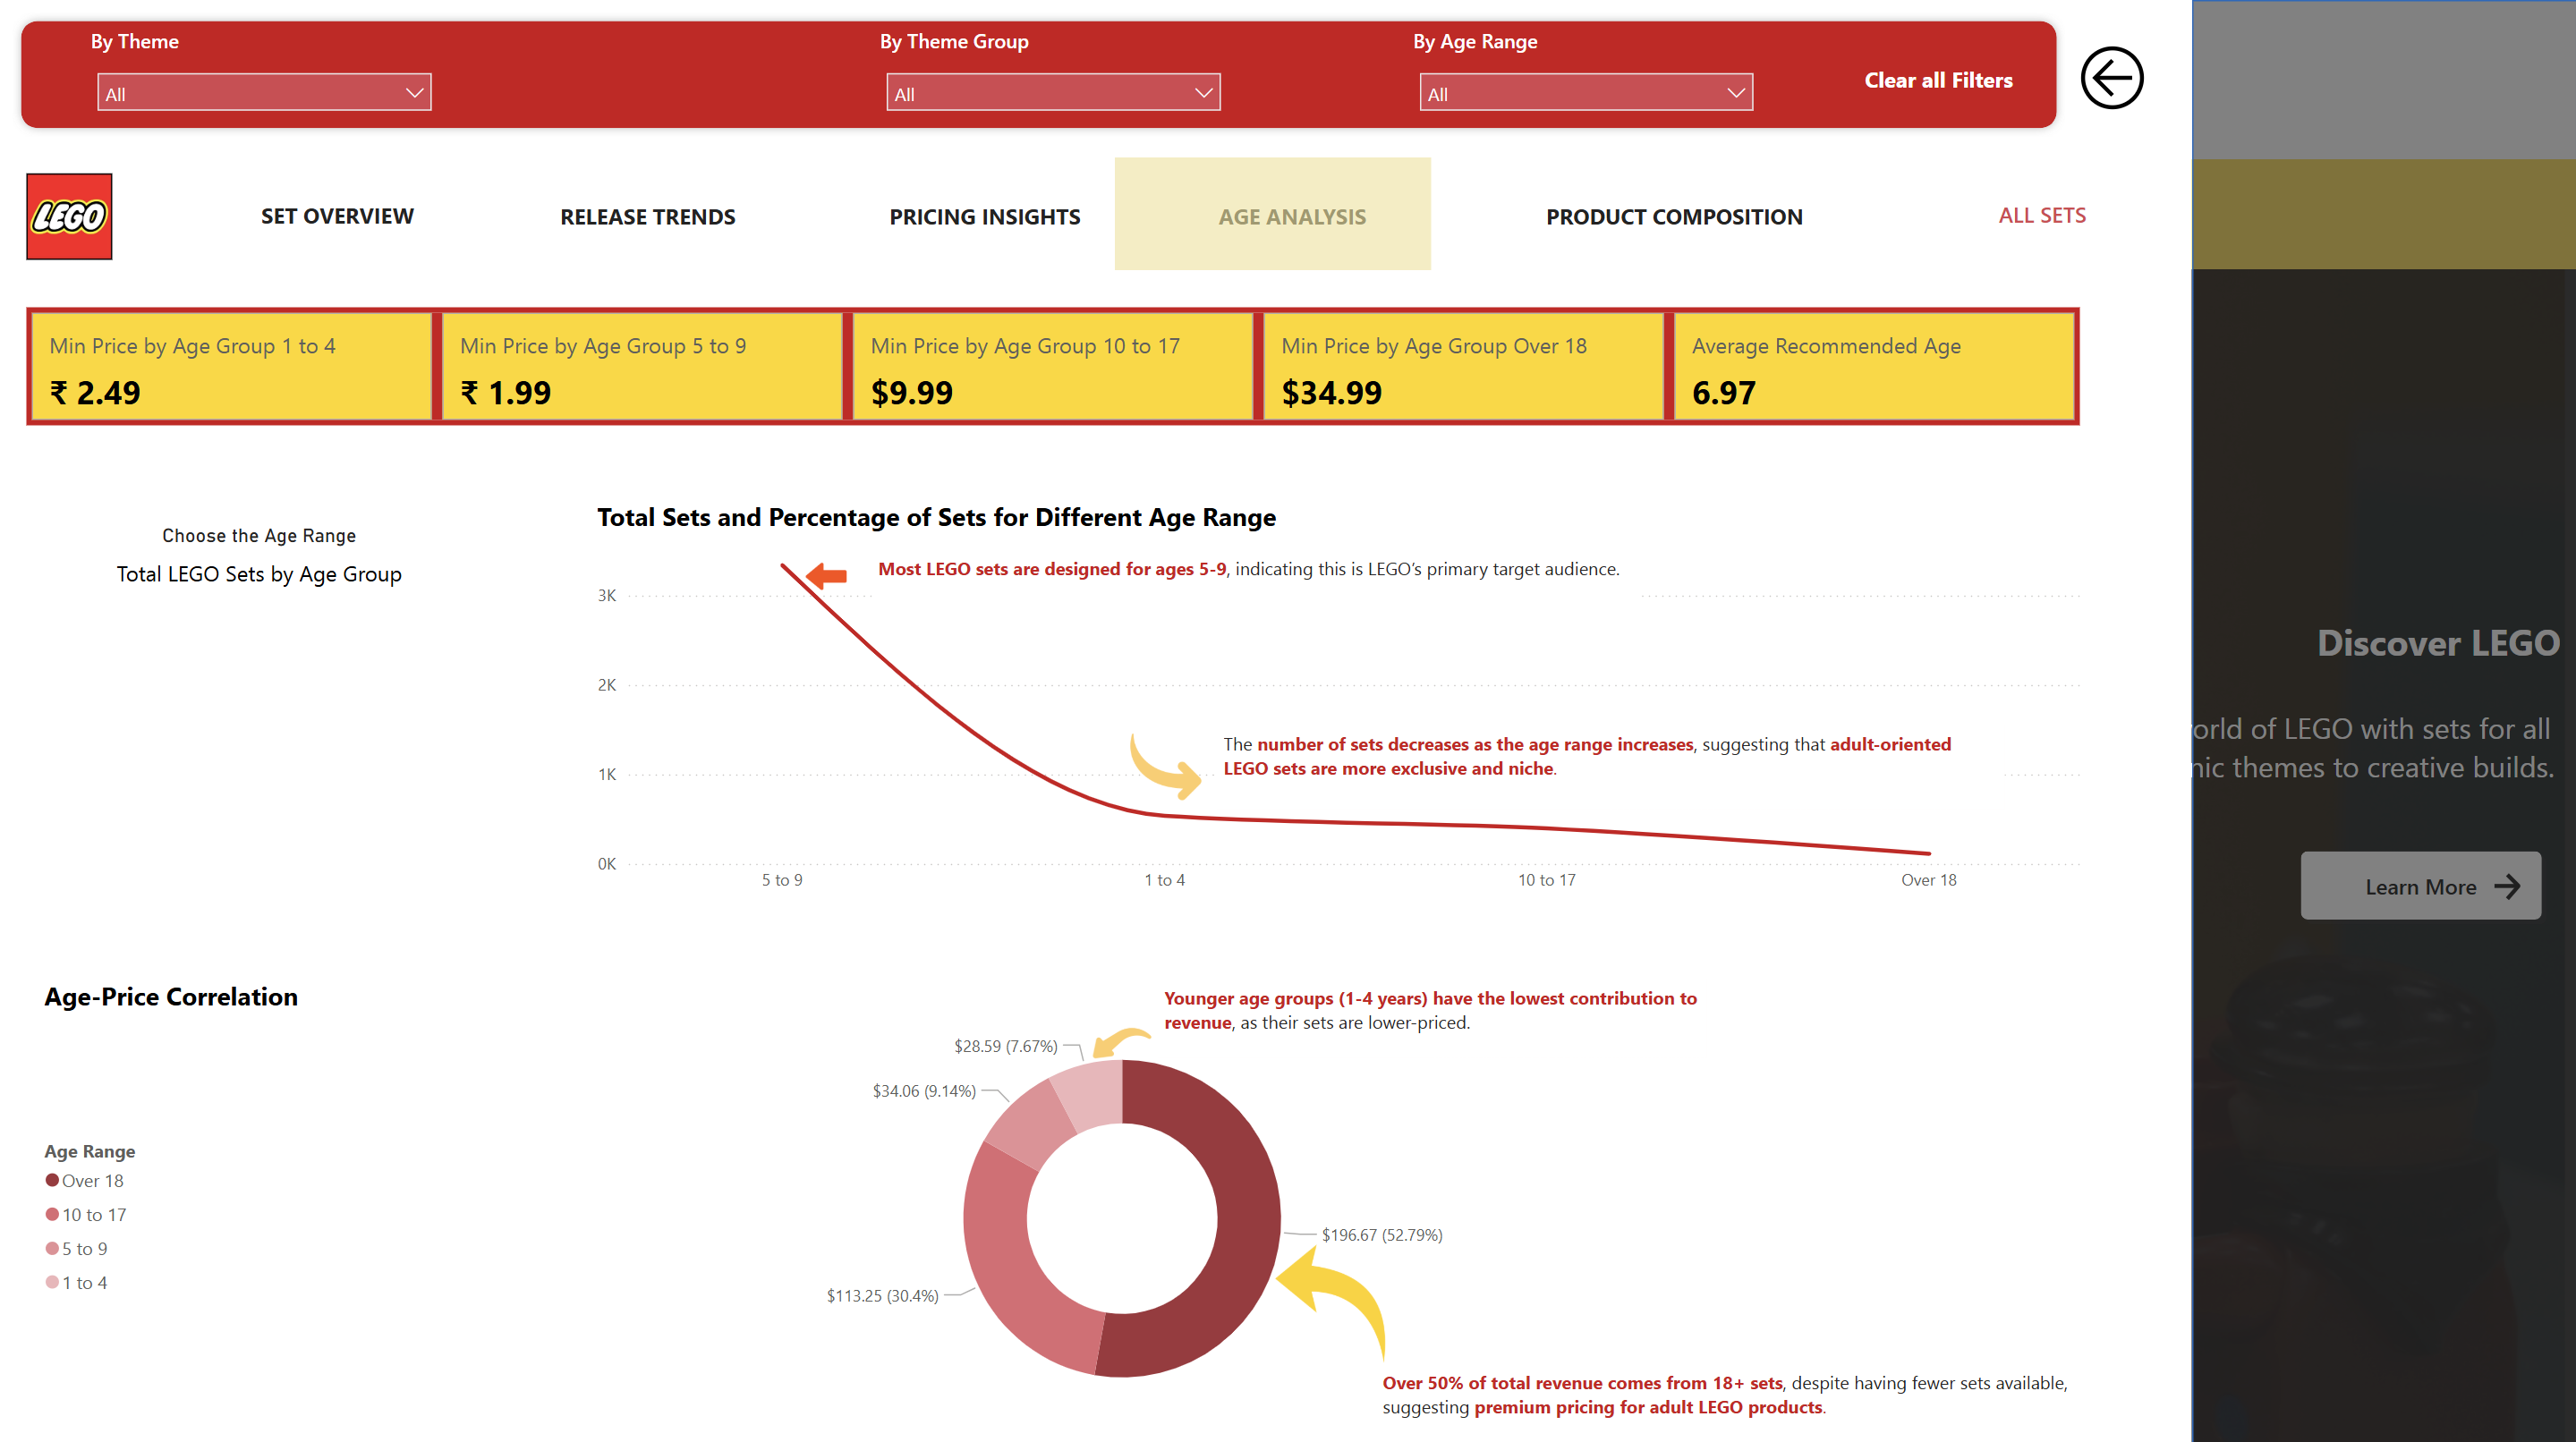 By Theme
By Theme Group
By Age Range
All
All
All
Clear all Filters
LEGO
SET OVERVIEW
RELEASE TRENDS
PRICING INSIGHTS
AGE ANALYSIS
PRODUCT COMPOSITION
ALL SETS
Min Price by Age Group 1 to 4
₹ 2.49
Min Price by Age Group 5 to 9
₹ 1.99
Min Price by Age Group 10 to 17
$9.99
Min Price by Age Group Over 18
$34.99
Average Recommended Age
6.97
Choose the Age Range
Total LEGO Sets by Age Group
Total Sets and Percentage of Sets for Different Age Range
Most LEGO sets are designed for ages 5-9, indicating this is LEGO's primary target audience.
3K
2K
1K
0K
The number of sets decreases as the age range increases, suggesting that adult-oriented
LEGO sets are more exclusive and niche.
5 to 9
1 to 4
10 to 17
Over 18
Age-Price Correlation
Younger age groups (1-4 years) have the lowest contribution to
revenue, as their sets are lower-priced.
$28.59 (7.67%)
$34.06 (9.14%)
$196.67 (52.79%)
$113.25 (30.4%)
Age Range
Over 18
10 to 17
5 to 9
1 to 4
Over 50% of total revenue comes from 18+ sets, despite having fewer sets available,
suggesting premium pricing for adult LEGO products.
Discover LEGO
of LEGO with sets for all
themes to creative builds.
Learn More